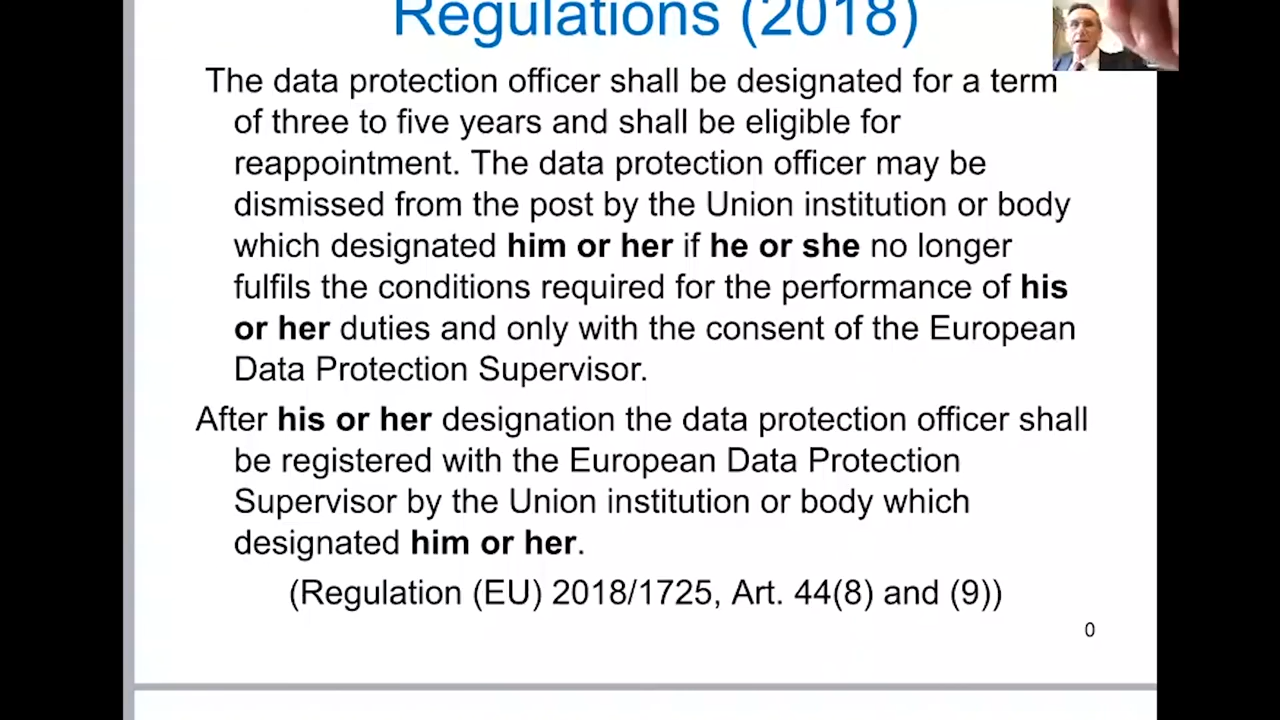 Regulations (2018)
The data protection officer shall be designated for a term
of three to five years and shall be eligible for
reappointment. The data protection officer may be
dismissed from the post by the Union institution or body
which designated him or her if he or she no longer
fulfils the conditions required for the performance of his
or her duties and only with the consent of the European
Data Protection Supervisor.
After his or her designation the data protection officer shall
be registered with the European Data Protection
Supervisor by the Union institution or body which
designated him or her.
(Regulation (EU) 2018/1725, Art. 44(8) and (9))
0